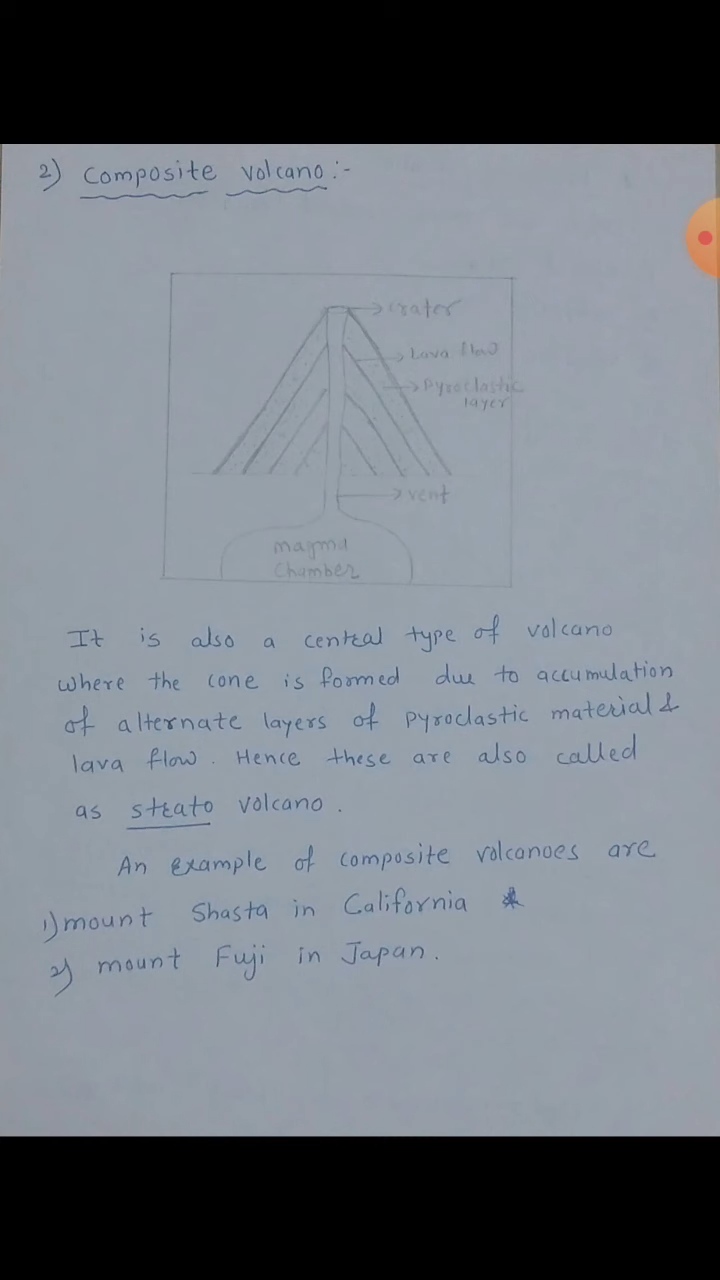 2) Composite volcano:-
crater
Lava flow
Pyroclastic
layer
vent
magma
Chamber
It is also a central type of volcano
where the cone is formed due to accumulation
of alternate layers of pyroclastic material &
lava flow. Hence these are also called
as strato volcano.
An example of composite volcanoes are
1) mount Shasta in California
2) mount Fuji in Japan.